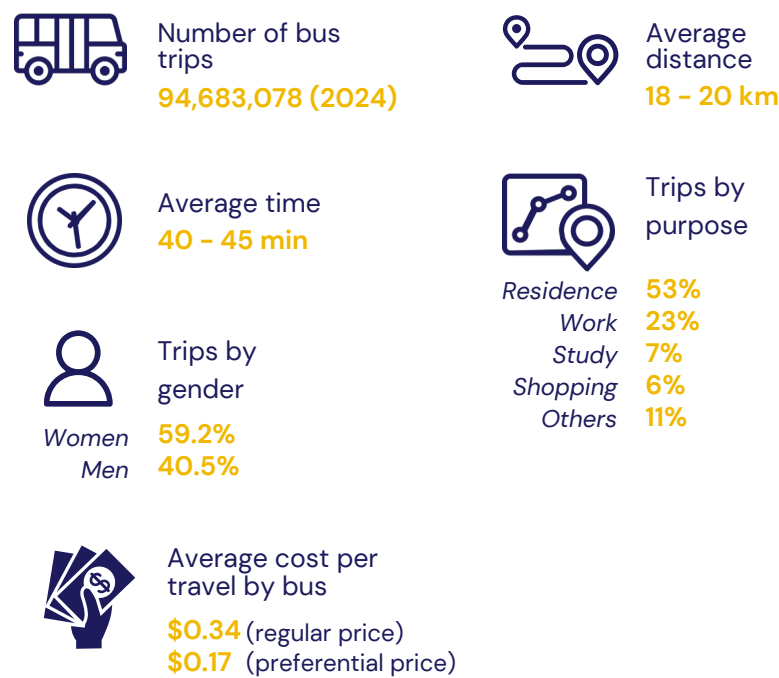 Number of bus
trips
94,683,078 (2024)
Average
distance
18 - 20 km
Average time
40 - 45 min
Trips by
purpose
Residence 53%
Work 23%
Study 7%
Shopping 6%
Others 11%
Trips by
gender
Women 59.2%
Men 40.5%
Average cost per
travel by bus
$0.34 (regular price)
$0.17 (preferential price)